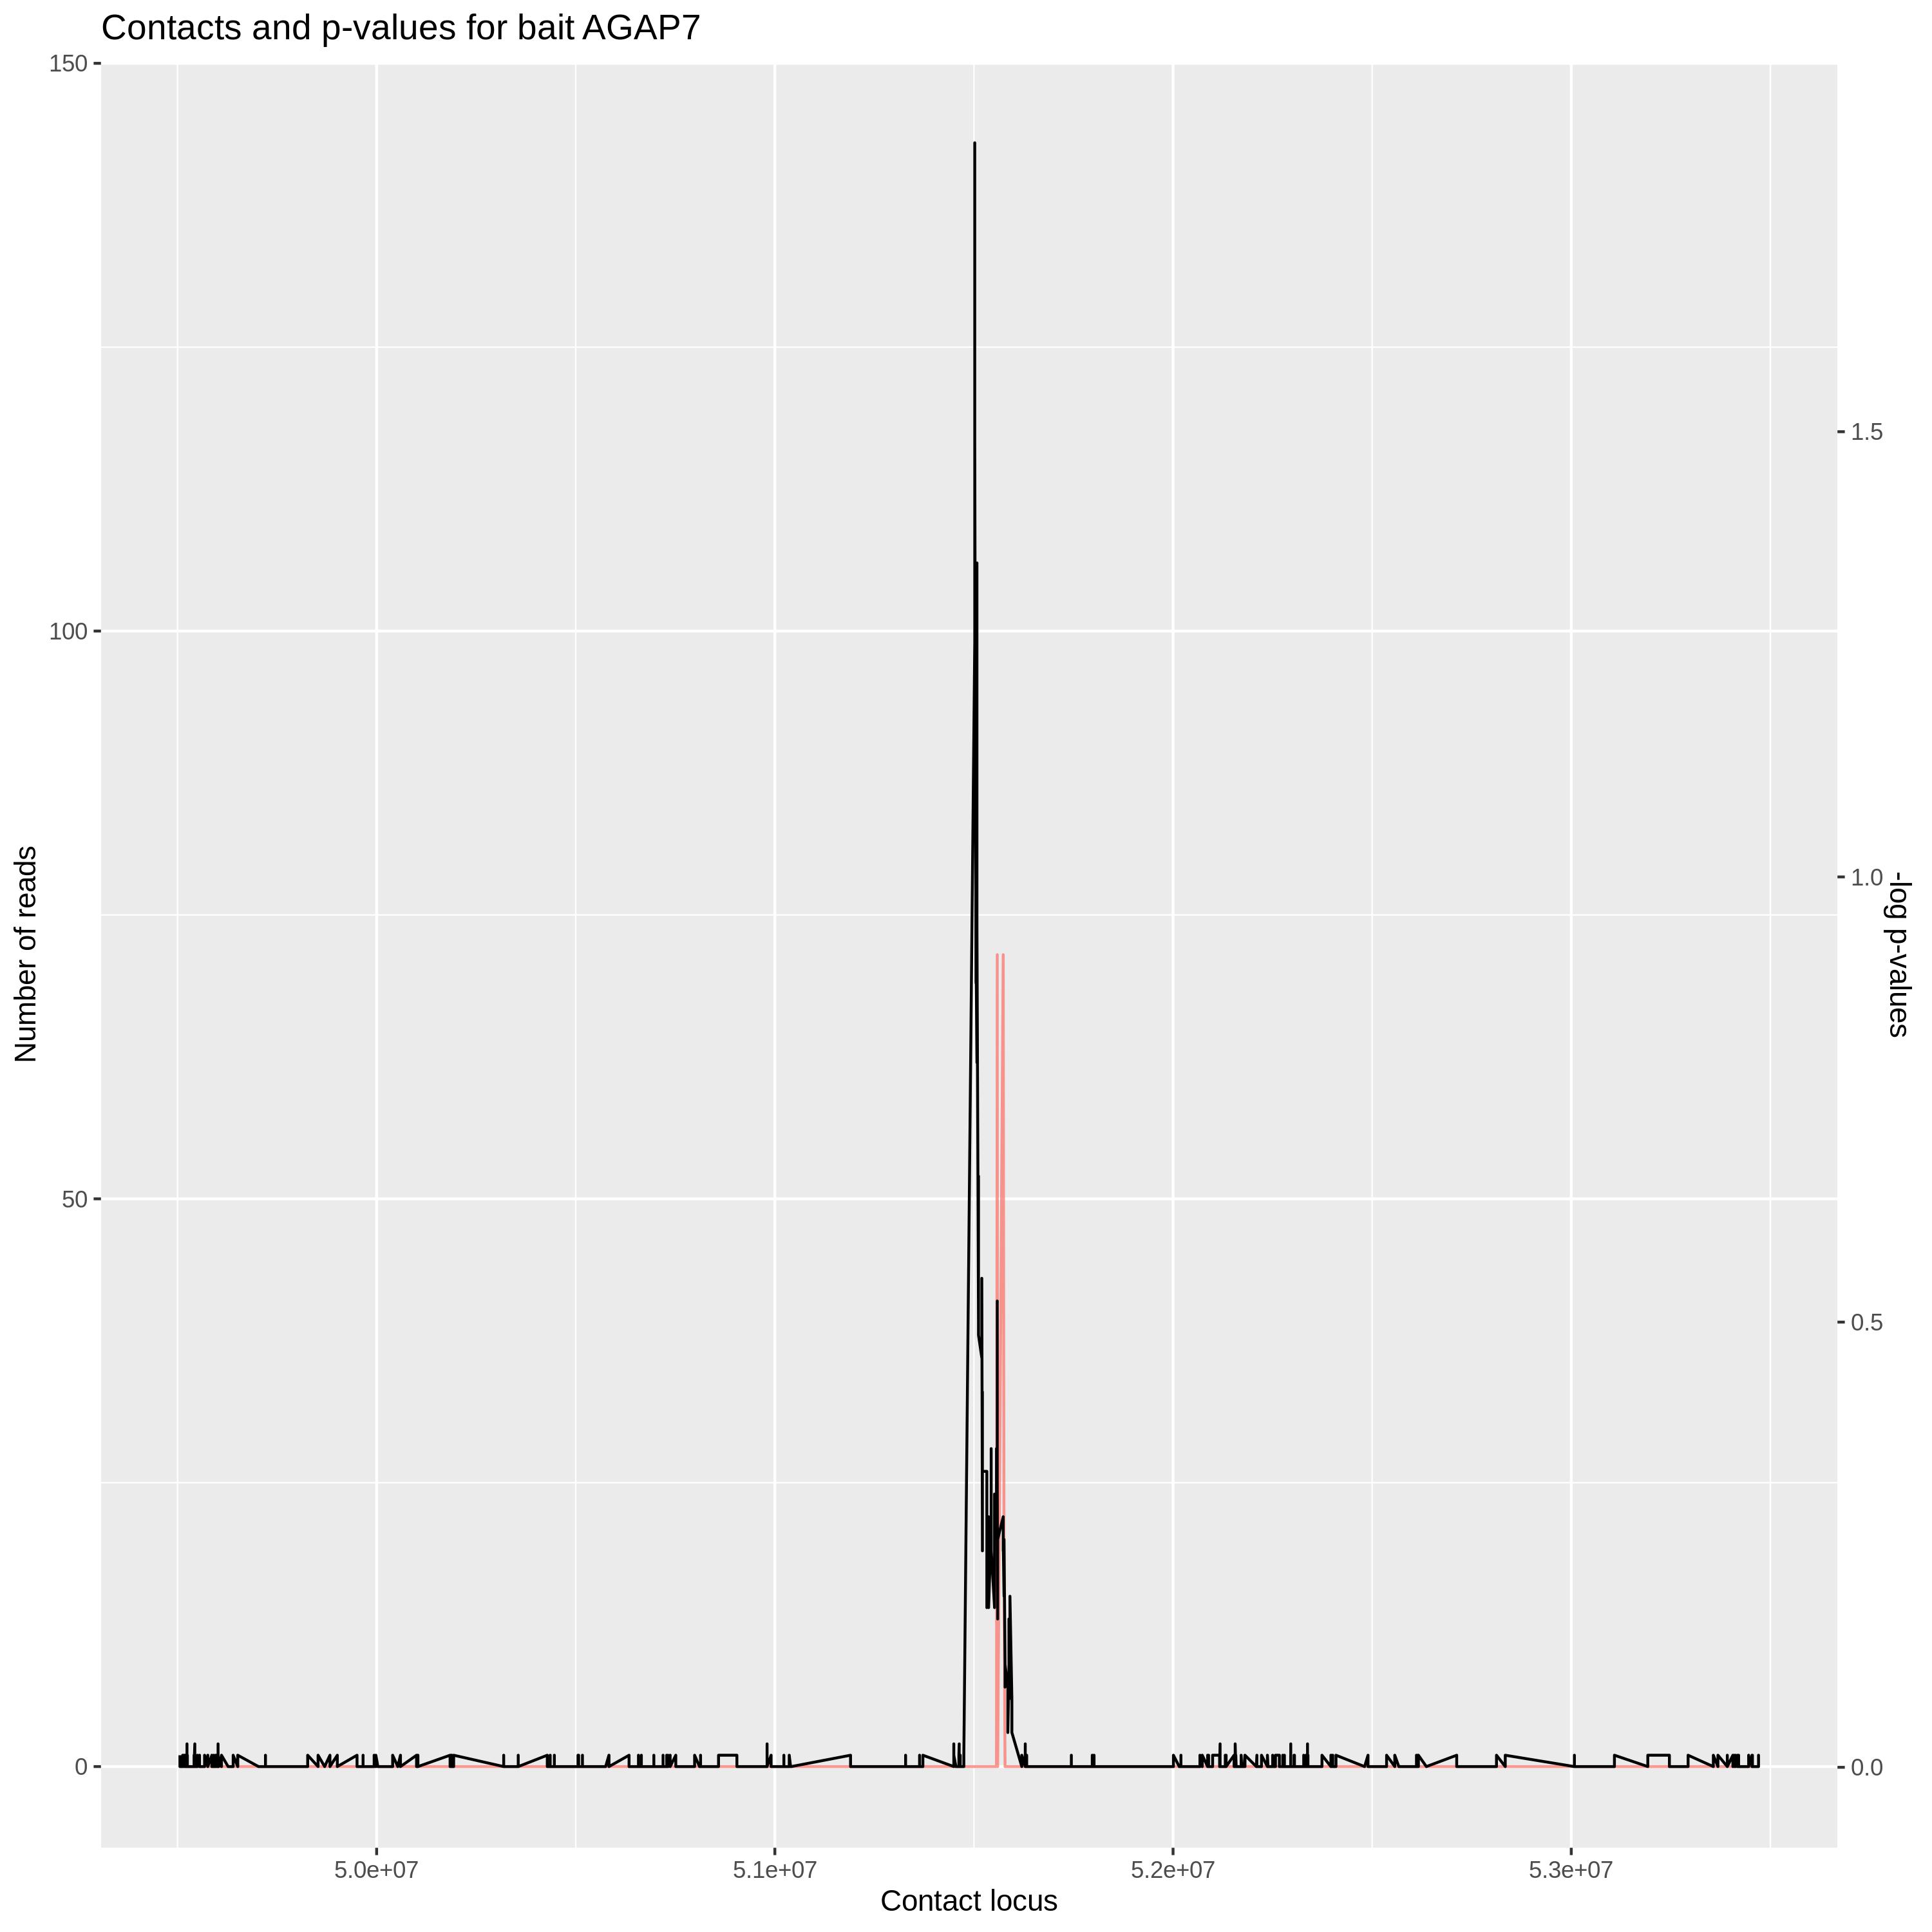 Contacts and p-values for bait AGAP7
150
100
50
0
Number of reads
1.5
1.0
0.5
0.0
-log p-values
5.0e+07
5.1e+07
5.2e+07
5.3e+07
Contact locus